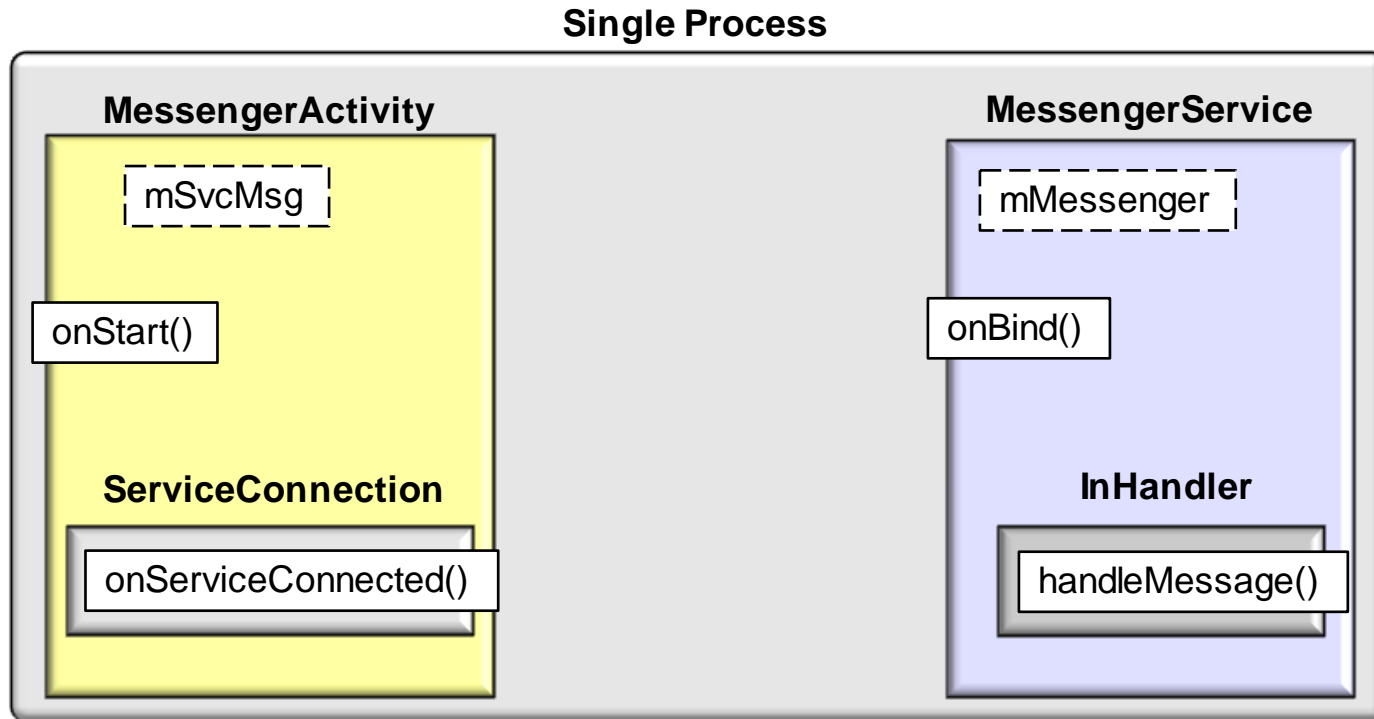 Single Process
MessengerActivity
MessengerService
mSvcMsg
mMessenger
onStart()
onBind()
ServiceConnection
InHandler
onServiceConnected()
handleMessage()